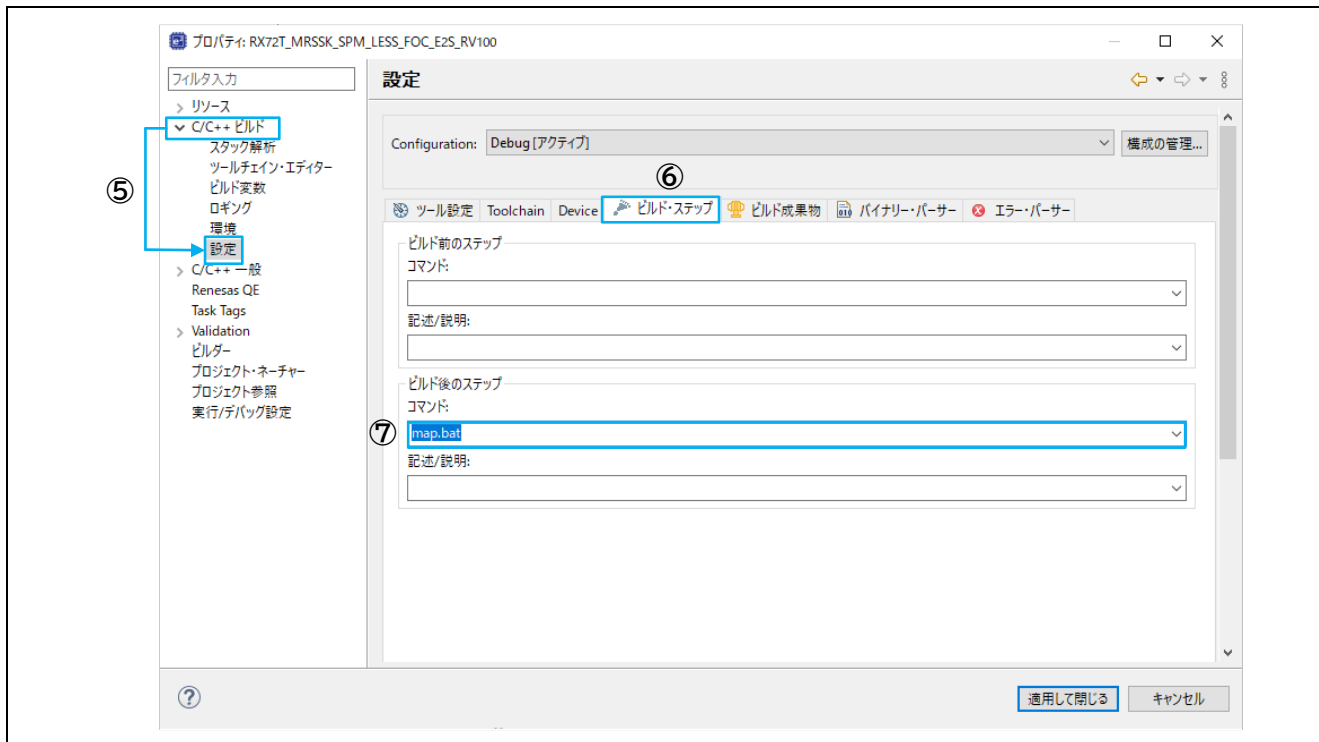 プロパティ: RX72T_MRSSK_SPM_LESS_FOC_E2S_RV100
フィルタ入力
リソース
C/C++ ビルド
スタック解析
ツールチェイン・エディター
ビルド変数
ロギング
環境
設定
C/C++ 一般
Renesas QE
Task Tags
Validation
ビルダー
プロジェクト・ネーチャー
プロジェクト参照
実行/デバッグ設定
⑤
設定
Configuration: Debug [アクティブ] 構成の管理...
⑥
ツール設定 Toolchain Device ビルド・ステップ ビルド成果物 バイナリー・パーサー エラー・パーサー
ビルド前のステップ
コマンド:
記述/説明:
ビルド後のステップ
コマンド:
⑦ map.bat
記述/説明:
適用して閉じる キャンセル